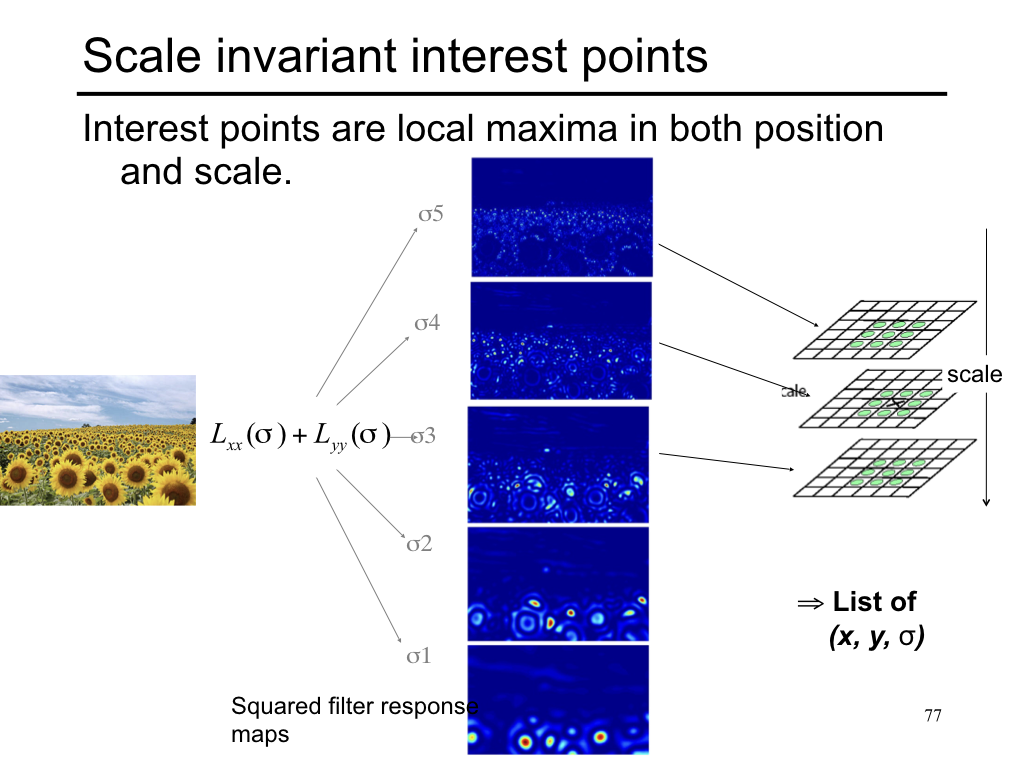 Scale invariant interest points
Interest points are local maxima in both position
and scale.
σ5
σ4
scale
cale
Lxx(σ) + Lyy(σ)
σ3
σ2
⇒ List of
(x, y, σ)
σ1
Squared filter response
maps
77